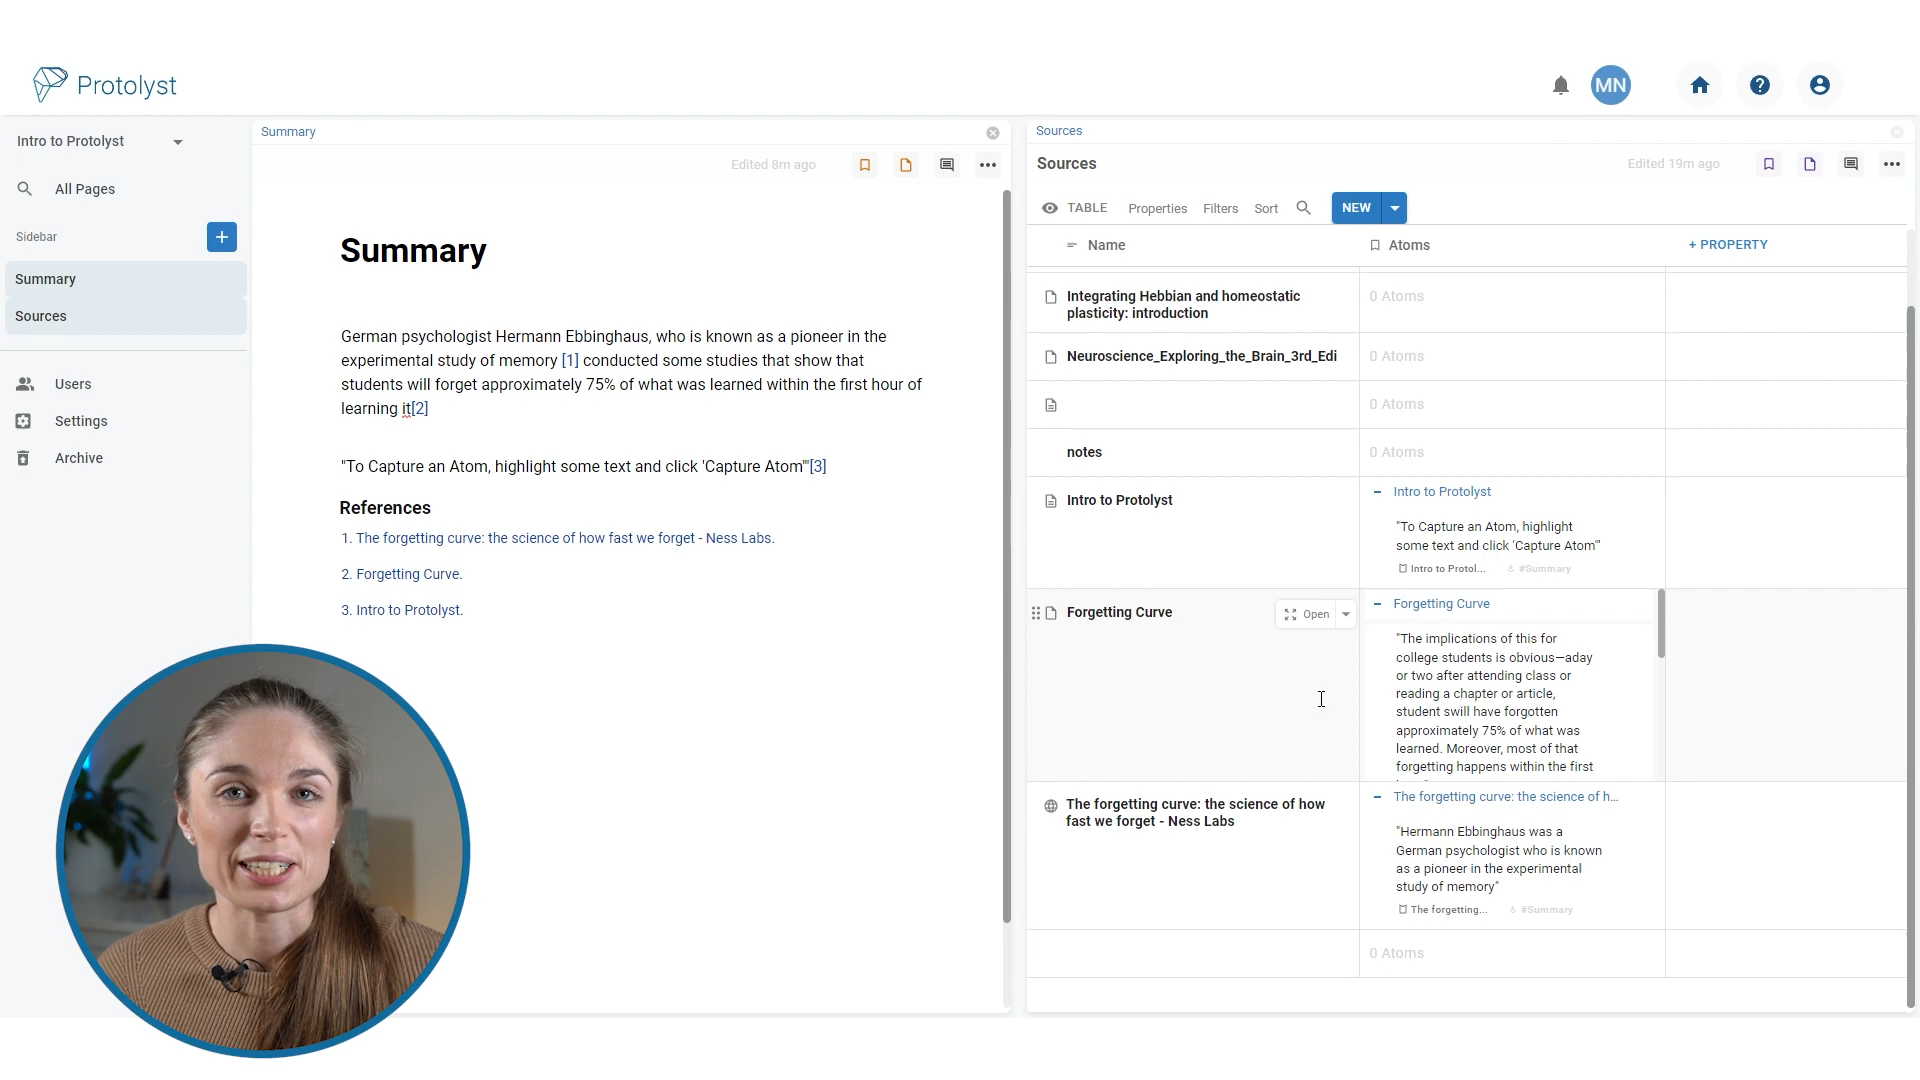 Protolyst
MN
Intro to Protolyst
All Pages
Sidebar
+
Summary
Sources
Users
Settings
Archive
Summary
Edited 8m ago
Summary
German psychologist Hermann Ebbinghaus, who is known as a pioneer in the
experimental study of memory [1] conducted some studies that show that
students will forget approximately 75% of what was learned within the first hour of
learning it[2]
"To Capture an Atom, highlight some text and click 'Capture Atom'"[3]
References
1. The forgetting curve: the science of how fast we forget - Ness Labs.
2. Forgetting Curve.
3. Intro to Protolyst.
Sources
Sources
Edited 19m ago
TABLE
Properties
Filters
Sort
NEW
Name
Atoms
+ PROPERTY
Integrating Hebbian and homeostatic
plasticity: introduction
0 Atoms
Neuroscience_Exploring_the_Brain_3rd_Edi
0 Atoms
0 Atoms
notes
0 Atoms
Intro to Protolyst
Intro to Protolyst
"To Capture an Atom, highlight
some text and click 'Capture Atom'"
Intro to Protol...
#Summary
Forgetting Curve
Open
Forgetting Curve
"The implications of this for
college students is obvious—aday
or two after attending class or
reading a chapter or article,
student swill have forgotten
approximately 75% of what was
learned. Moreover, most of that
forgetting happens within the first
The forgetting curve: the science of how
fast we forget - Ness Labs
The forgetting curve: the science of h...
"Hermann Ebbinghaus was a
German psychologist who is known
as a pioneer in the experimental
study of memory"
The forgetting...
#Summary
0 Atoms